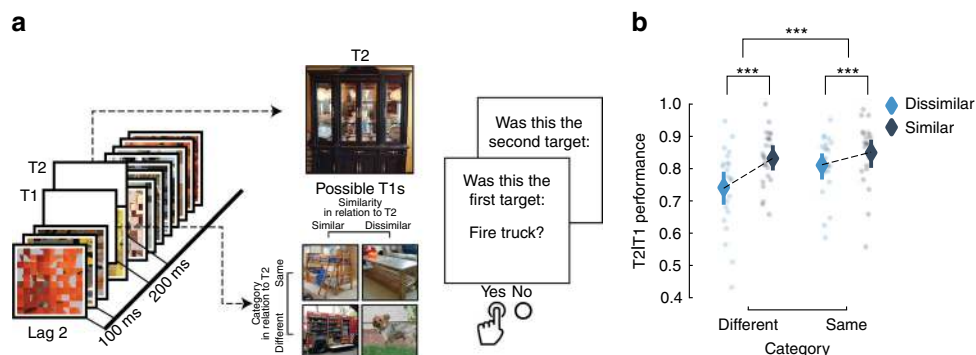 a
T2
T2
T1
Lag 2
100 ms
200 ms
Possible T1s
Similarity
in relation to T2
Similar Dissimilar
Category
in relation to T2
Same
Different
Was this the
second target:
Was this the
first target:
Fire truck?
Yes No
b
***
*** ***
Dissimilar
Similar
T2|T1 performance
1.0
0.9
0.8
0.7
0.6
0.5
0.4
Different Same
Category